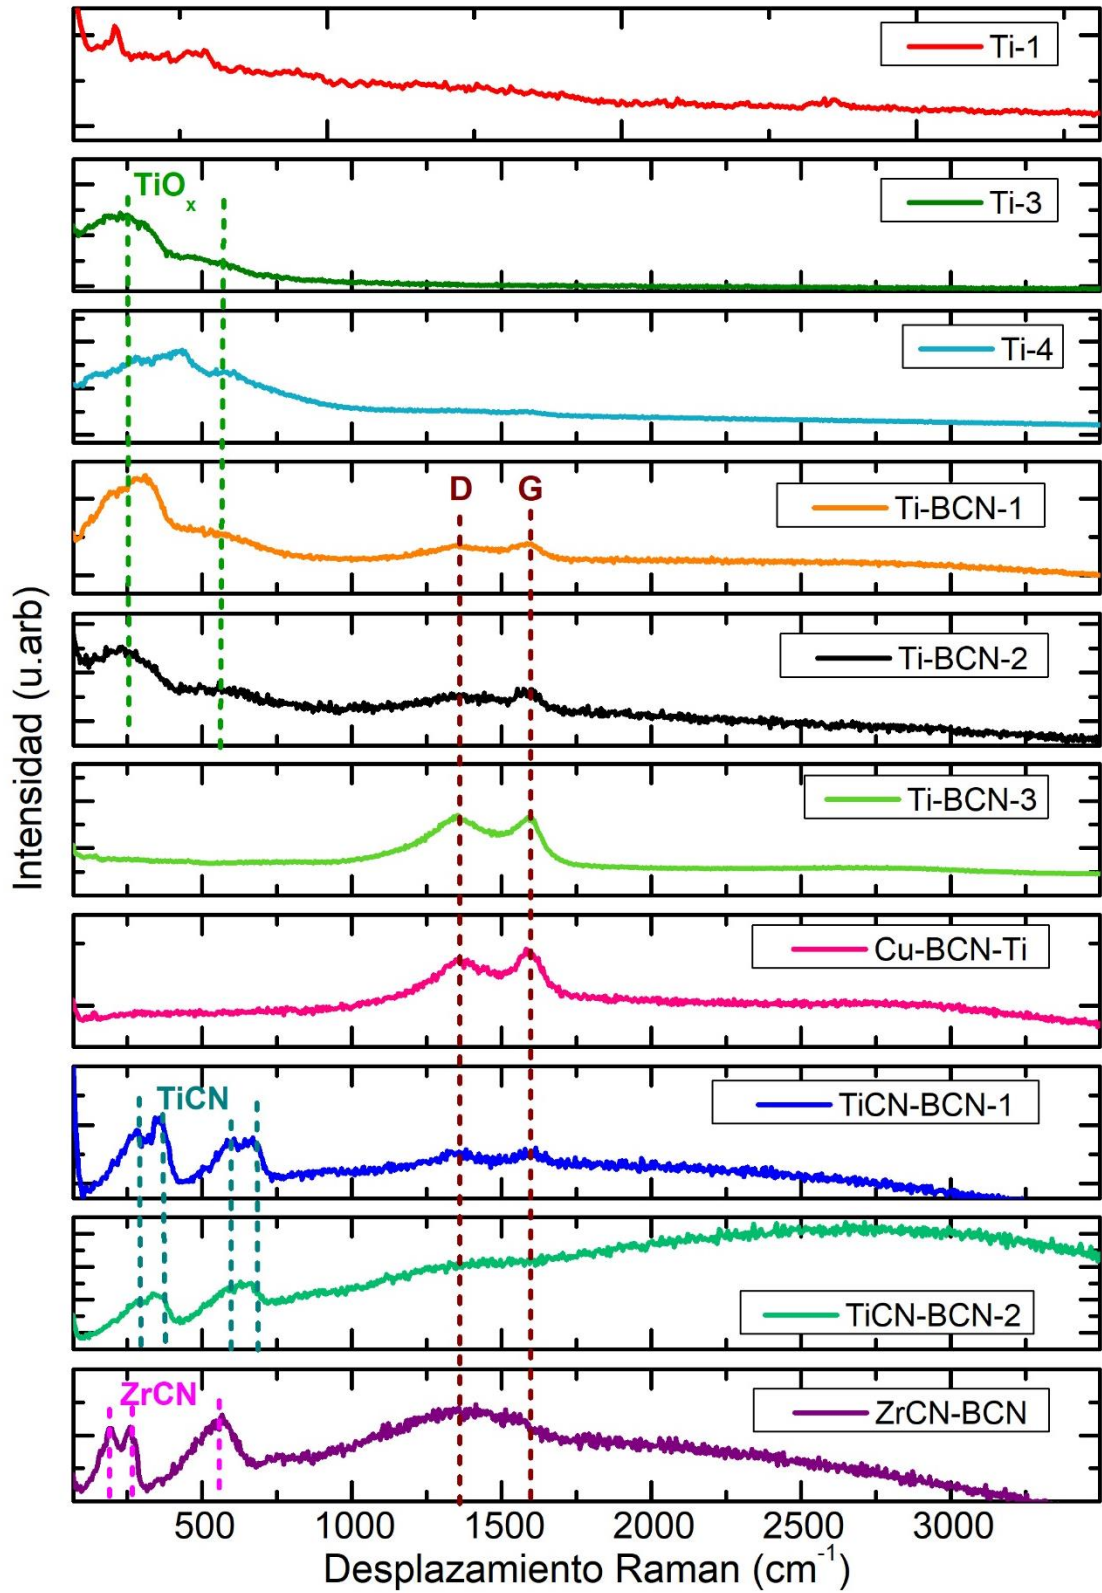 Ti-1
TiOx
Ti-3
Ti-4
D G
Ti-BCN-1
Ti-BCN-2
Ti-BCN-3
Cu-BCN-Ti
TiCN
TiCN-BCN-1
TiCN-BCN-2
ZrCN
ZrCN-BCN
Intensidad (u.arb)
500 1000 1500 2000 2500 3000
Desplazamiento Raman (cm⁻¹)